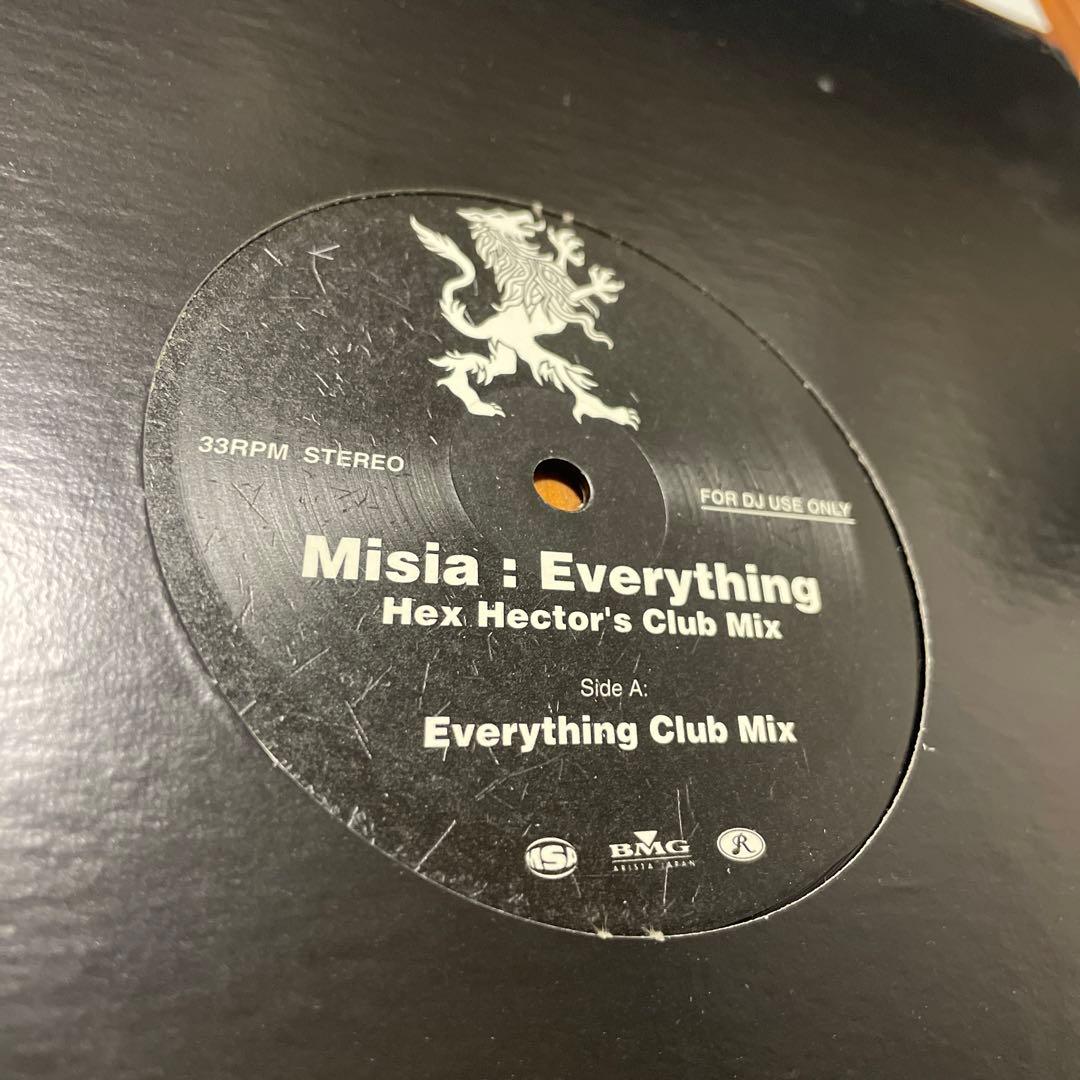 33RPM STEREO
FOR DJ USE ONLY
Misia : Everything
Hex Hector's Club Mix
Side A:
Everything Club Mix
BMG
ARISTA JAPAN
R